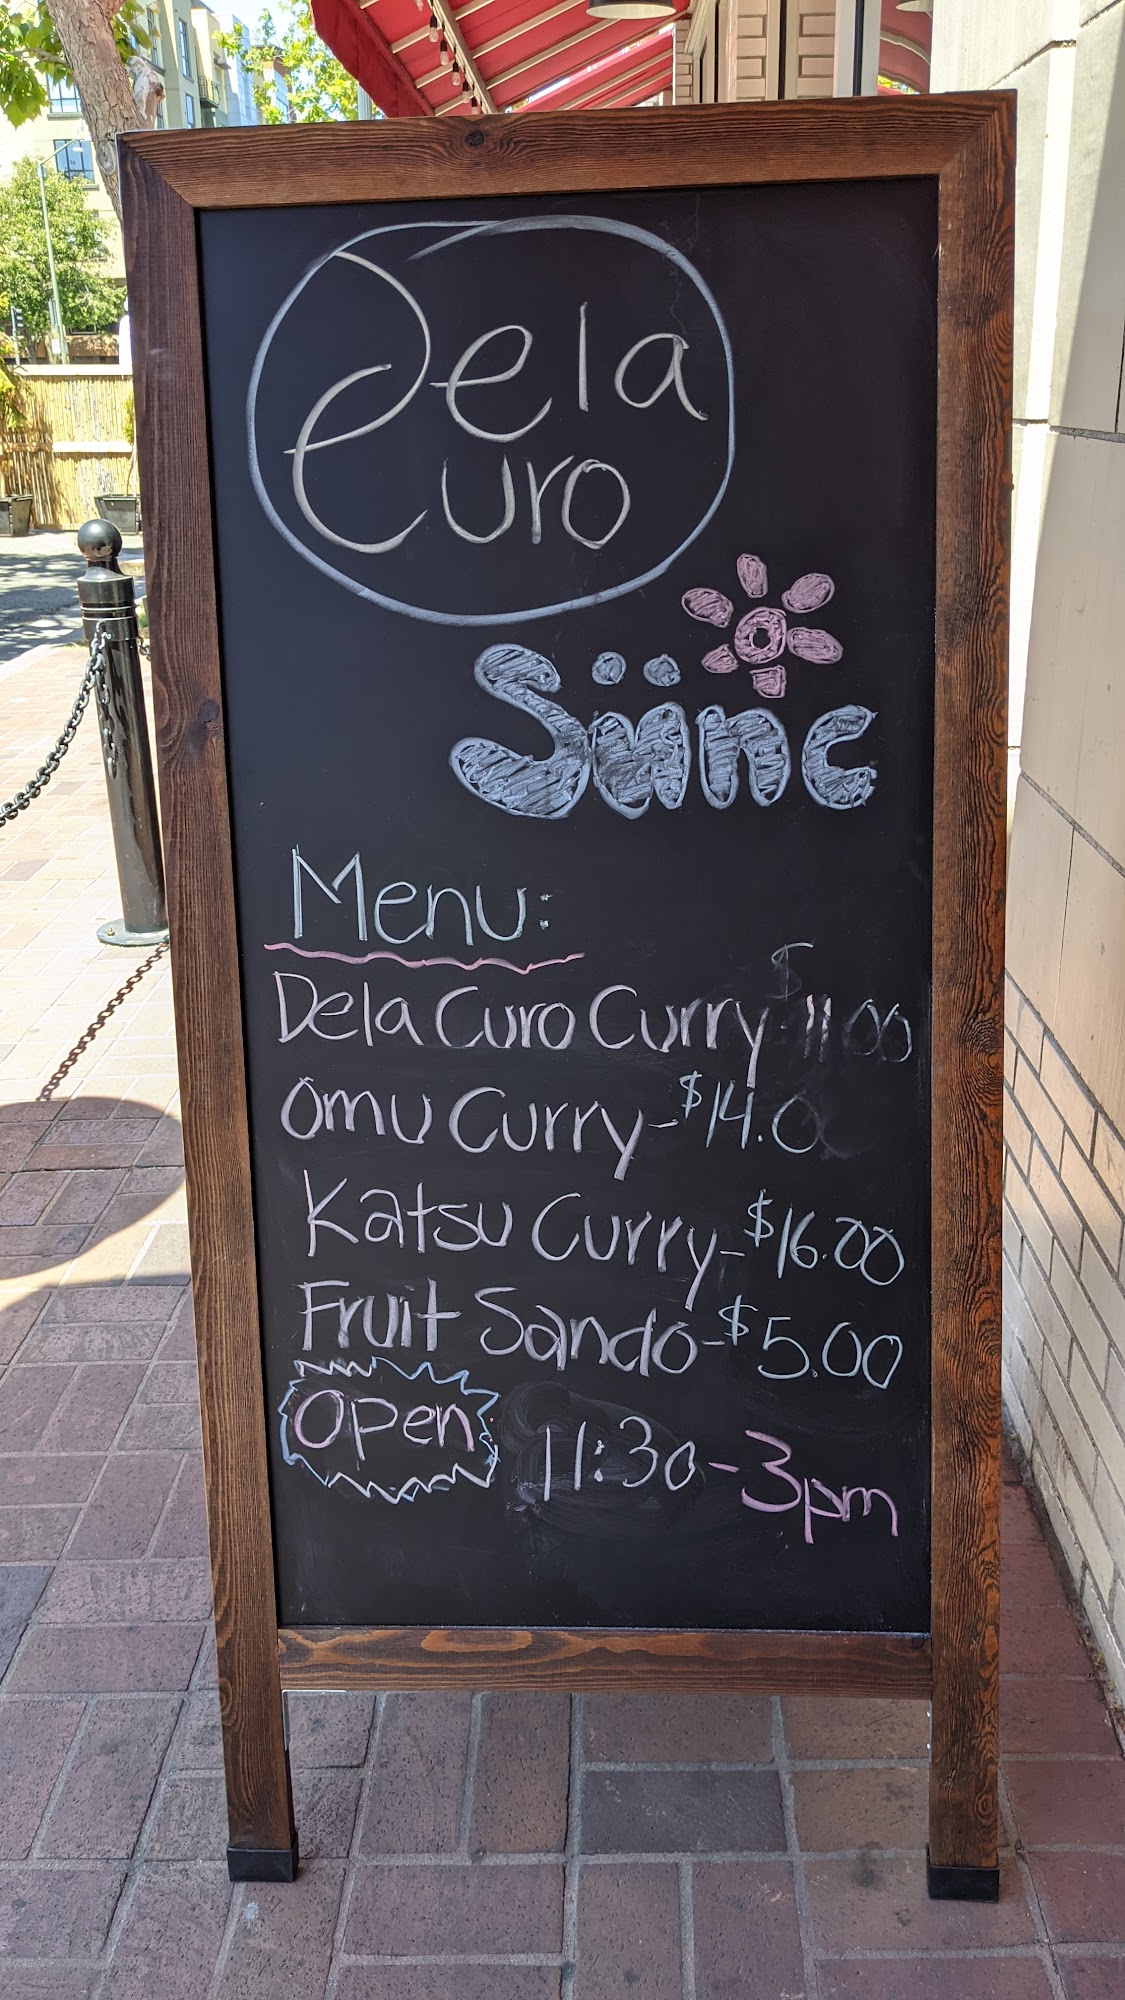 Dela
Curo
Sünc
Menu:
Dela Curo Curry - $11.00
Omu Curry - $14.0
Katsu Curry - $16.00
Fruit Sando - $5.00
Open 11:30 - 3pm